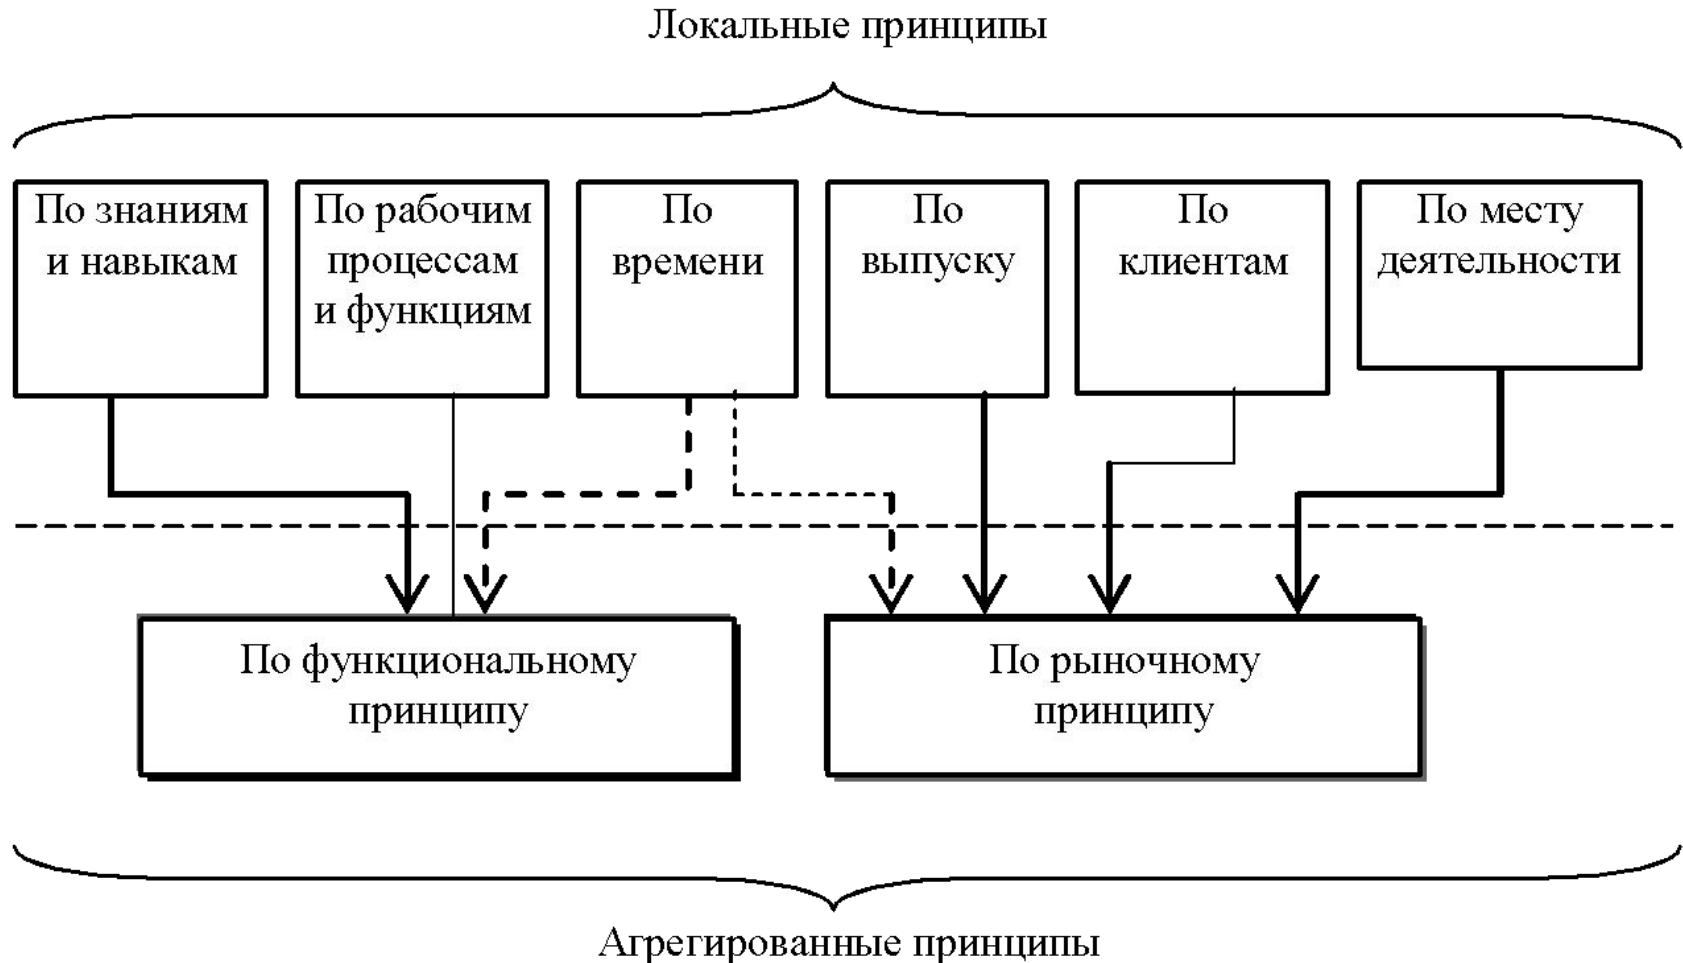 Локальные принципы
По знаниям
и навыкам
По рабочим
процессам
и функциям
По
времени
По
выпуску
По
клиентам
По месту
деятельности
По функциональному
принципу
По рыночному
принципу
Агрегированные принципы